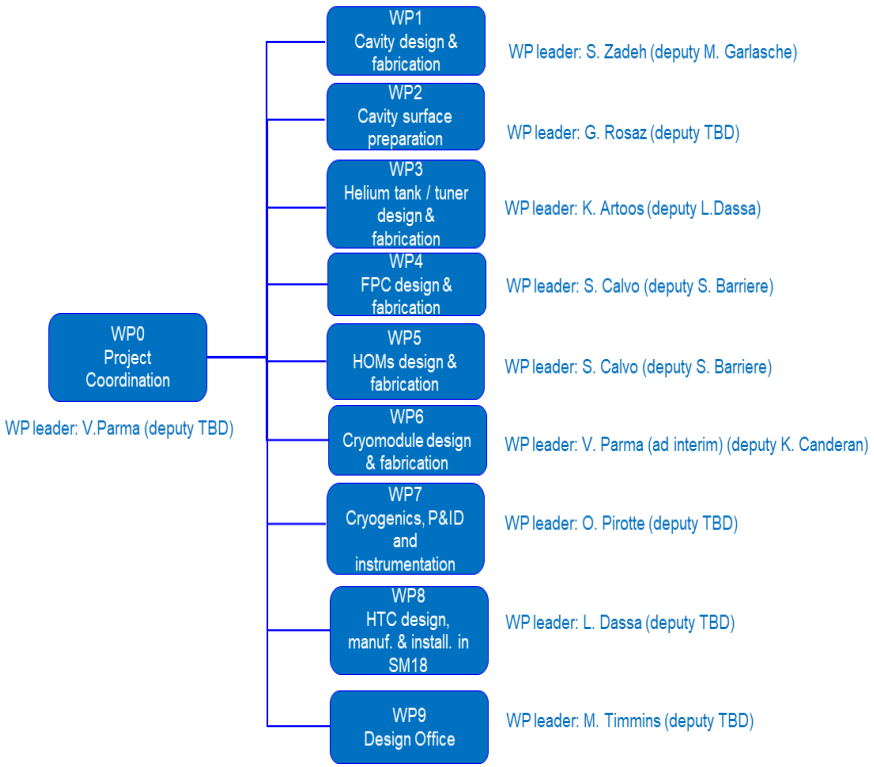 WP1
Cavity design &
fabrication
WP leader: S. Zadeh (deputy M. Garlasche)
WP2
Cavity surface
preparation
WP leader: G. Rosaz (deputy TBD)
WP3
Helium tank / tuner
design &
fabrication
WP leader: K. Artoos (deputy L.Dassa)
WP4
FPC design &
fabrication
WP leader: S. Calvo (deputy S. Barriere)
WP0
Project
Coordination
WP leader: V.Parma (deputy TBD)
WP5
HOMs design &
fabrication
WP leader: S. Calvo (deputy S. Barriere)
WP6
Cryomodule design
& fabrication
WP leader: V. Parma (ad interim) (deputy K. Canderan)
WP7
Cryogenics, P&ID
and
instrumentation
WP leader: O. Pirotte (deputy TBD)
WP8
HTC design,
manuf. & install. in
SM18
WP leader: L. Dassa (deputy TBD)
WP9
Design Office
WP leader: M. Timmins (deputy TBD)